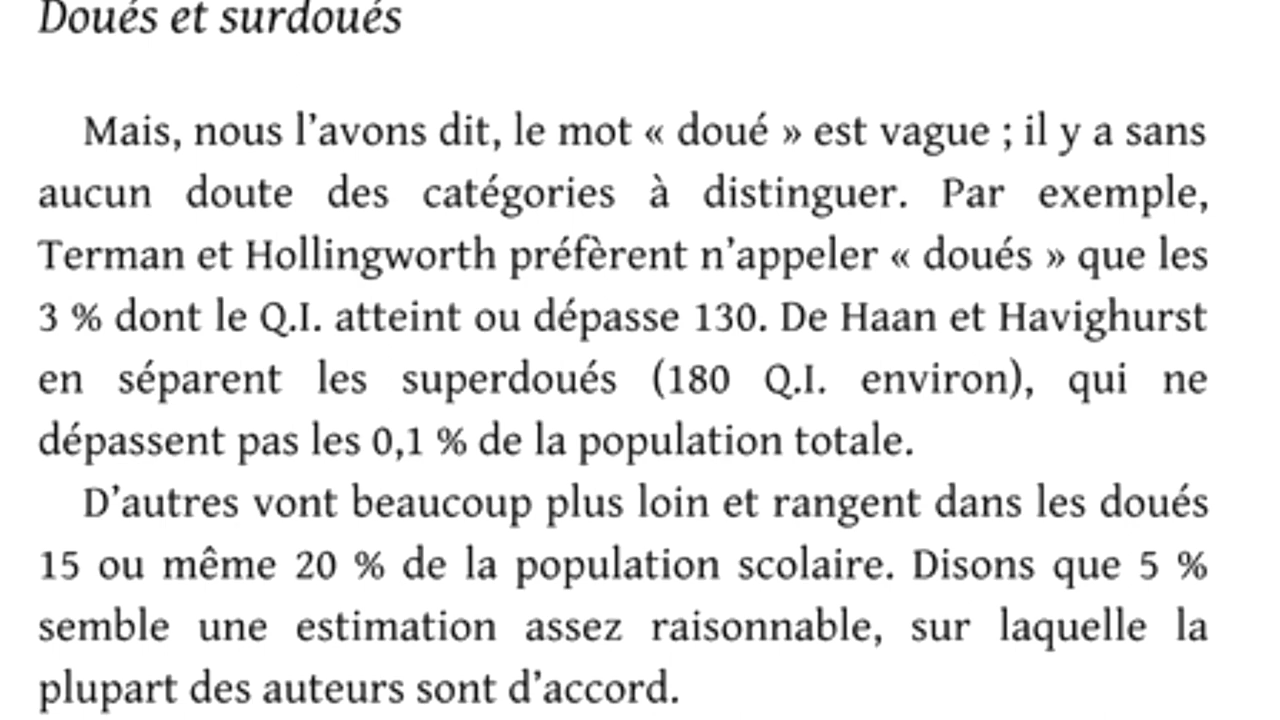 Doués et surdoués
Mais, nous l’avons dit, le mot « doué » est vague ; il y a sans
aucun doute des catégories à distinguer. Par exemple,
Terman et Hollingworth préfèrent n’appeler « doués » que les
3 % dont le Q.I. atteint ou dépasse 130. De Haan et Havighurst
en séparent les superdoués (180 Q.I. environ), qui ne
dépassent pas les 0,1 % de la population totale.
D’autres vont beaucoup plus loin et rangent dans les doués
15 ou même 20 % de la population scolaire. Disons que 5 %
semble une estimation assez raisonnable, sur laquelle la
plupart des auteurs sont d’accord.